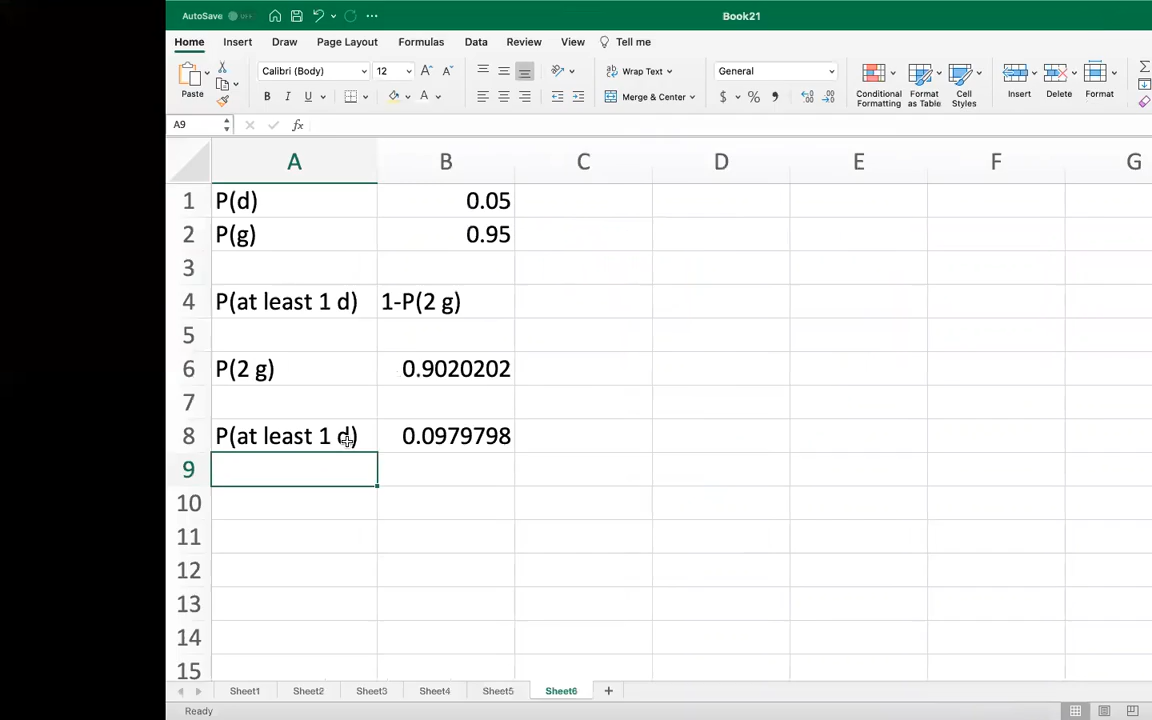 AutoSave OFF Book21
Home Insert Draw Page Layout Formulas Data Review View Tell me
Paste Calibri (Body) 12 A A Wrap Text General Conditional Formatting Format as Table Cell Styles Insert Delete Format
B I U A Merge & Center $ % ,
A9 fx
A B C D E F G
1 P(d) 0.05
2 P(g) 0.95
3
4 P(at least 1 d) 1-P(2 g)
5
6 P(2 g) 0.9020202
7
8 P(at least 1 d) 0.0979798
9
10
11
12
13
14
15
Sheet1 Sheet2 Sheet3 Sheet4 Sheet5 Sheet6 +
Ready